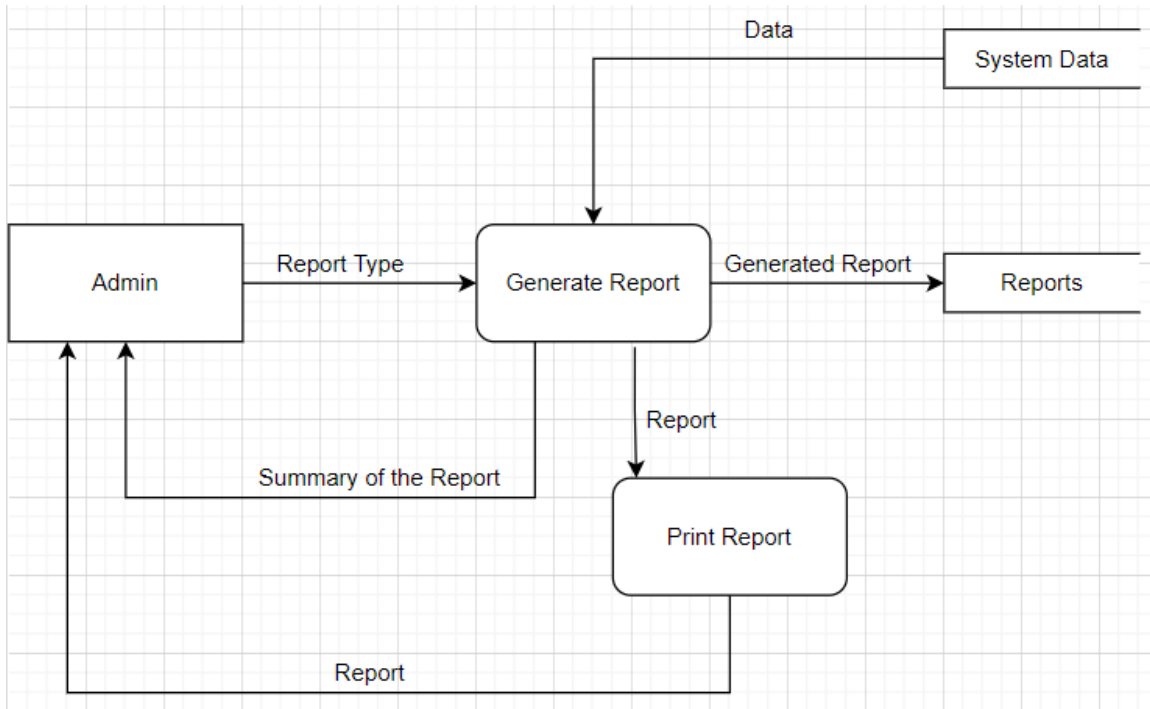 Data
System Data
Report Type
Generated Report
Admin
Generate Report
Reports
Report
Summary of the Report
Print Report
Report